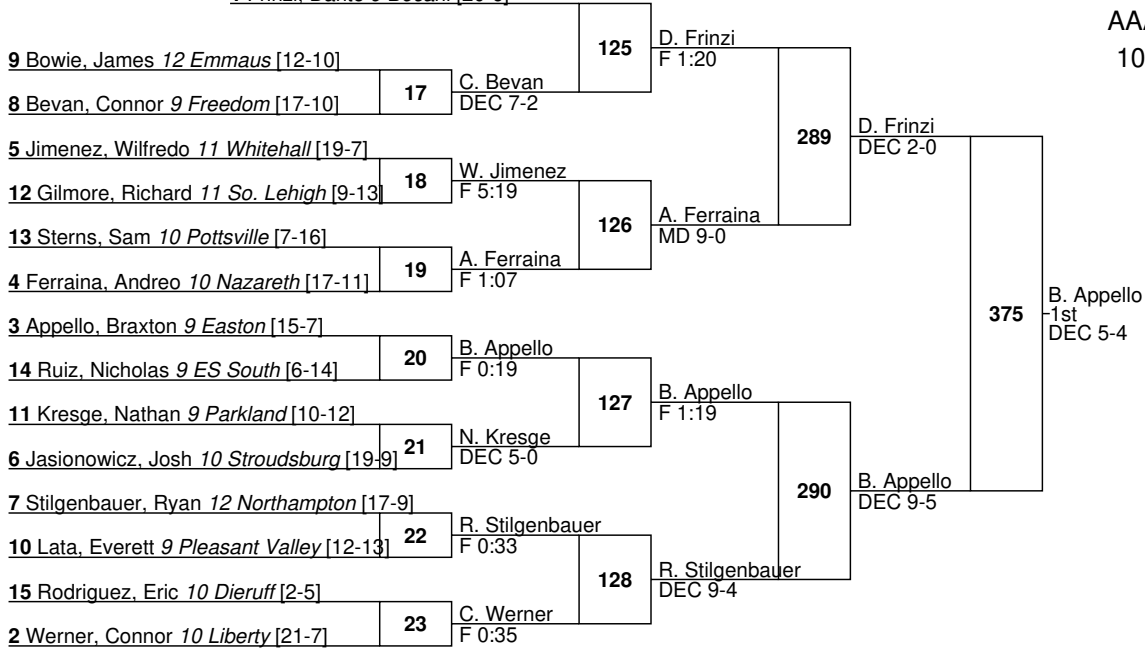 9 Bowie, James 12 Emmaus [12-10]
8 Bevan, Connor 9 Freedom [17-10]
5 Jimenez, Wilfredo 11 Whitehall [19-7]
12 Gilmore, Richard 11 So. Lehigh [9-13]
13 Sterns, Sam 10 Pottsville [7-16]
4 Ferraina, Andreo 10 Nazareth [17-11]
3 Appello, Braxton 9 Easton [15-7]
14 Ruiz, Nicholas 9 ES South [6-14]
11 Kresge, Nathan 9 Parkland [10-12]
6 Jasionowicz, Josh 10 Stroudsburg [19-9]
7 Stilgenbauer, Ryan 12 Northampton [17-9]
10 Lata, Everett 9 Pleasant Valley [12-13]
15 Rodriguez, Eric 10 Dieruff [2-5]
2 Werner, Connor 10 Liberty [21-7]
17
18
19
20
21
22
23
C. Bevan
DEC 7-2
W. Jimenez
F 5:19
A. Ferraina
F 1:07
B. Appello
F 0:19
N. Kresge
DEC 5-0
R. Stilgenbauer
F 0:33
C. Werner
F 0:35
125
126
127
128
D. Frinzi
F 1:20
A. Ferraina
MD 9-0
B. Appello
F 1:19
R. Stilgenbauer
DEC 9-4
289
290
D. Frinzi
DEC 2-0
B. Appello
DEC 9-5
375
B. Appello
1st
DEC 5-4
10